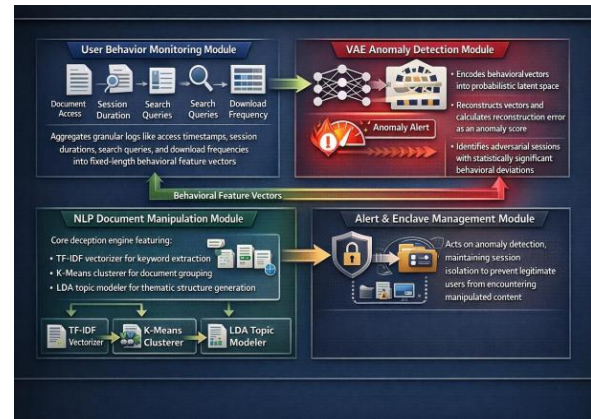 User Behavior Monitoring Module
Document
Access
Session
Duration
Search
Queries
Search
Queries
Download
Frequency
Aggregates granular logs like access timestamps, session
durations, search queries, and download frequencies
into fixed-length behavioral feature vectors
VAE Anomaly Detection Module
• Encodes behavioral vectors
into probabilistic latent
space
• Reconstructs vectors and
calculates reconstruction error
as an anomaly score
Anomaly Alert
• Identifies adversarial sessions
with statistically significant
behavioral deviations
Behavioral Feature Vectors
NLP Document Manipulation Module
Core deception engine featuring:
• TF-IDF vectorizer for keyword extraction
• K-Means clusterer for document grouping
• LDA topic modeler for thematic structure generation
TF-IDF
Vectorizer
K-Means
Clusterer
LDA Topic
Modeler
Alert & Enclave Management Module
Acts on anomaly detection,
maintaining session
isolation to prevent legitimate
users from encountering
manipulated content